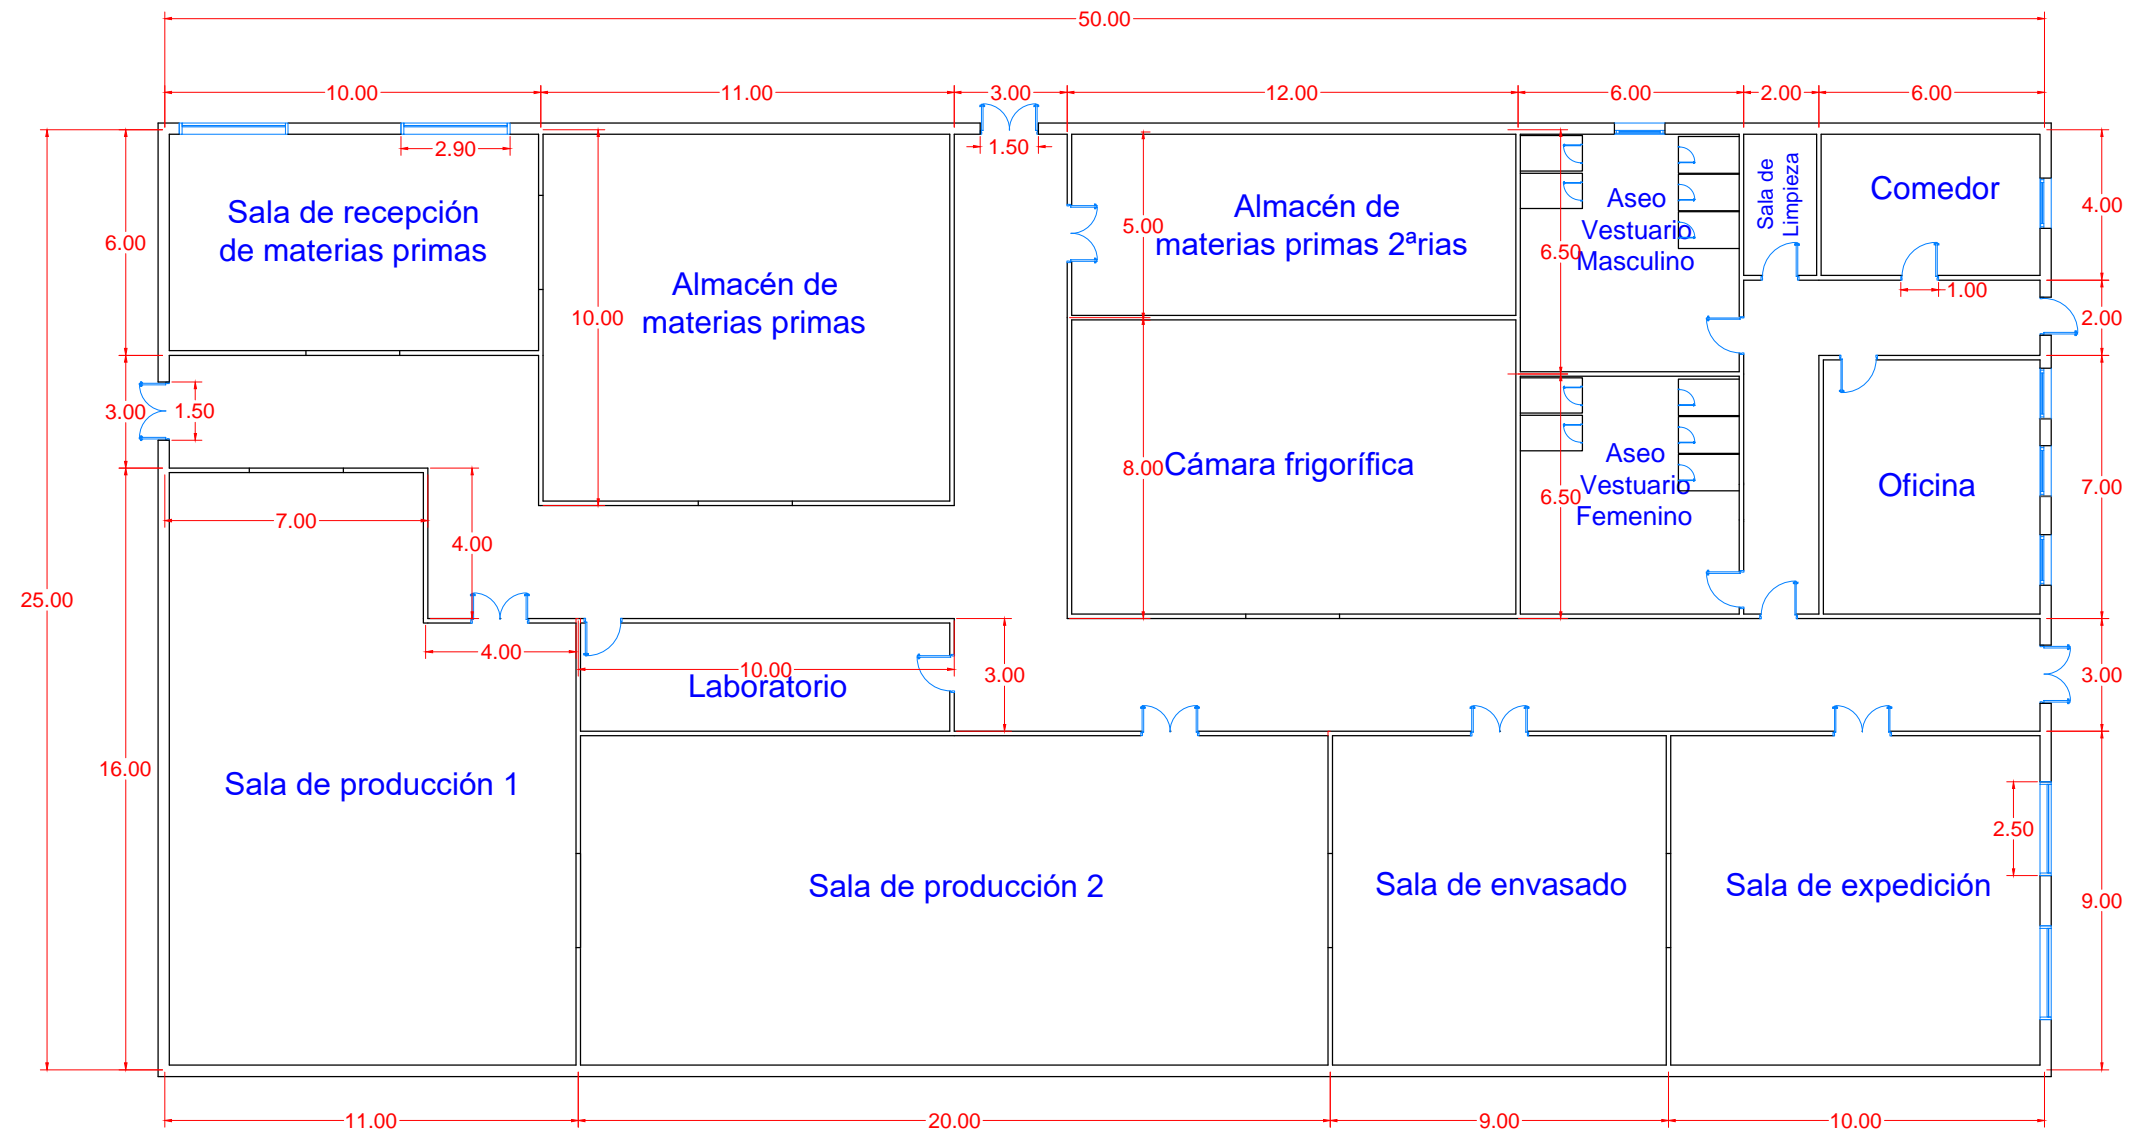 50.00
10.00
11.00
3.00
12.00
6.00
2.00
6.00
2.90
1.50
Sala de recepción
de materias primas
6.00
Almacén de
materias primas
10.00
Almacén de
materias primas 2ªrias
5.00
Aseo
Vestuario
Masculino
6.50
Sala de
Limpieza
Comedor
4.00
1.00
2.00
3.00
1.50
Cámara frigorífica
8.00
Aseo
Vestuario
Femenino
6.50
Oficina
7.00
7.00
4.00
25.00
4.00
10.00
Laboratorio
3.00
3.00
16.00
Sala de producción 1
Sala de producción 2
Sala de envasado
Sala de expedición
2.50
9.00
11.00
20.00
9.00
10.00